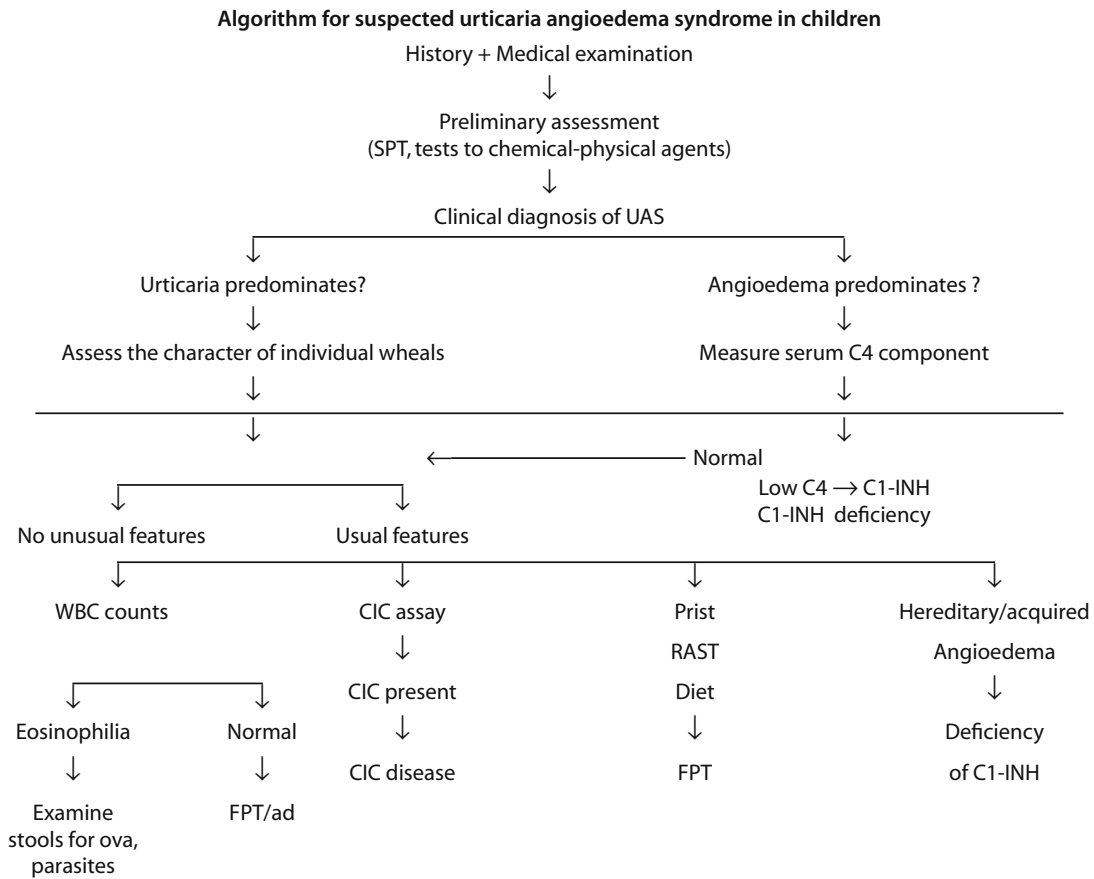 Algorithm for suspected urticaria angioedema syndrome in children
History + Medical examination
Preliminary assessment
(SPT, tests to chemical-physical agents)
Clinical diagnosis of UAS
Urticaria predominates?
Angioedema predominates ?
Assess the character of individual wheals
Measure serum C4 component
Normal
Low C4 → C1-INH
C1-INH deficiency
No unusual features
Usual features
WBC counts
CIC assay
Prist
Hereditary/acquired
RAST
Angioedema
CIC present
Diet
Eosinophilia
Normal
Deficiency
CIC disease
FPT
of C1-INH
Examine
stools for ova,
parasites
FPT/ad